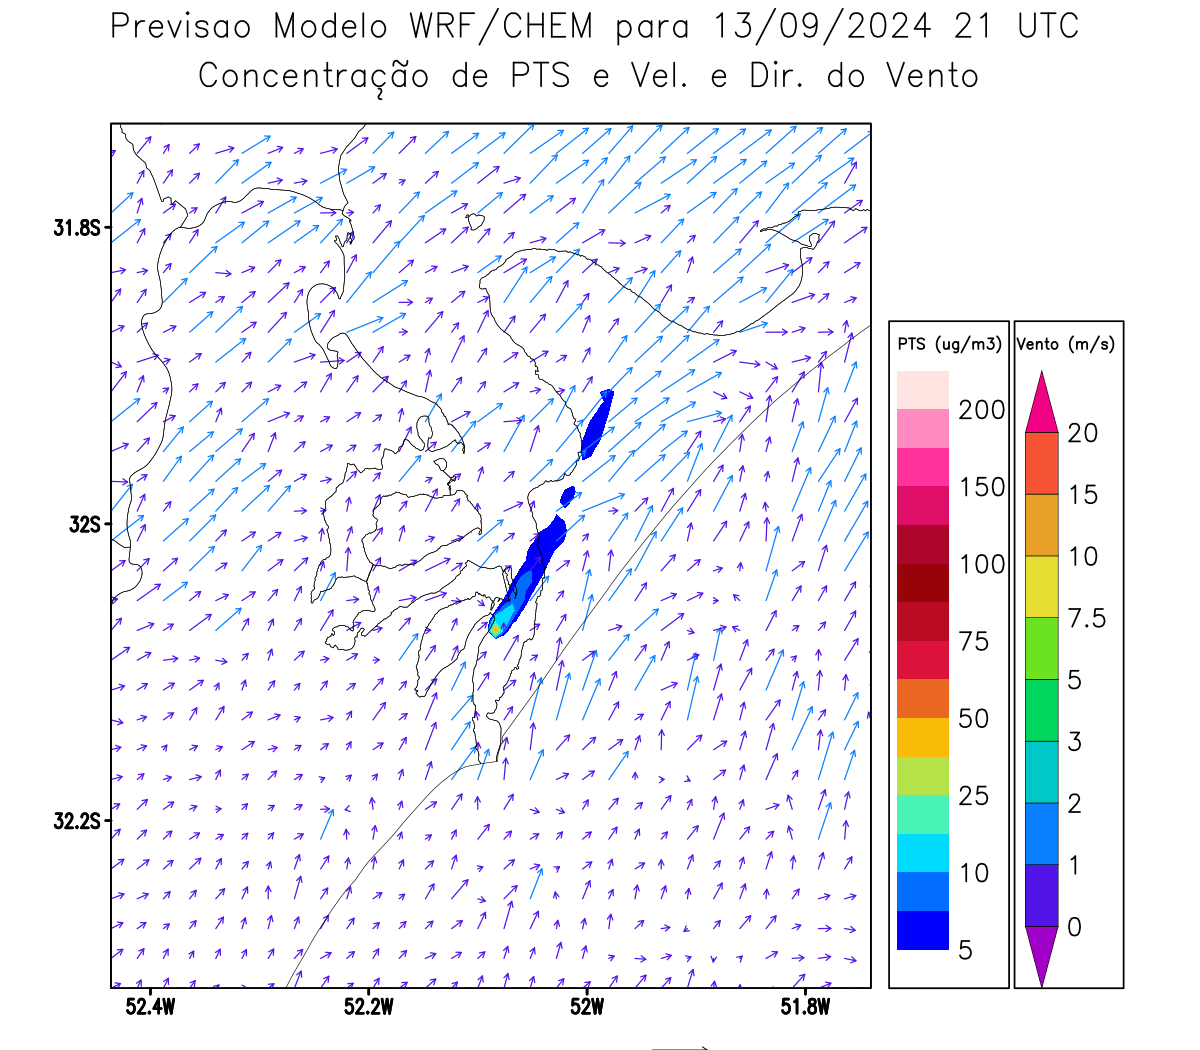 Previsao Modelo WRF/CHEM para 13/09/2024 21 UTC
Concentração de PTS e Vel. e Dir. do Vento
31.8S
32S
32.2S
52.4W
52.2W
52W
51.8W
PTS (ug/m3)
200
150
100
75
50
25
10
5
Vento (m/s)
20
15
10
7.5
5
3
2
1
0